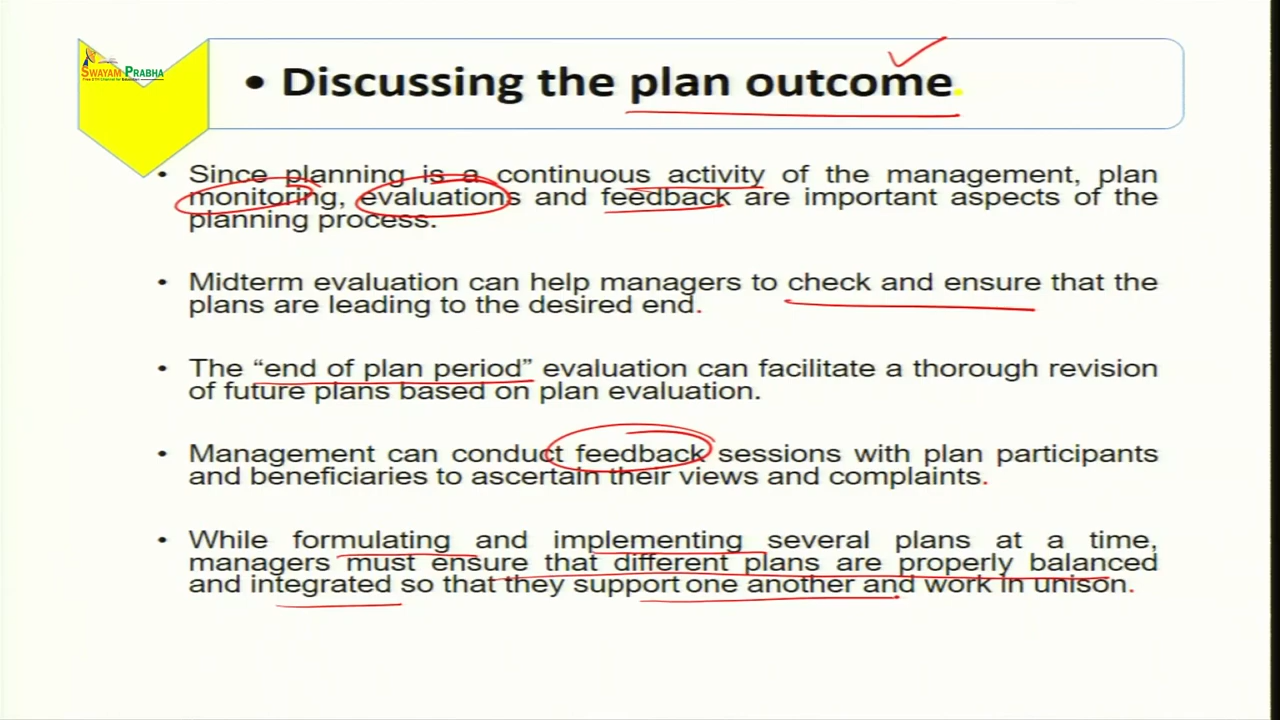 SWAYAM PRABHA
• Discussing the plan outcome.
• Since planning is a continuous activity of the management, plan
monitoring, evaluations and feedback are important aspects of the
planning process.
• Midterm evaluation can help managers to check and ensure that the
plans are leading to the desired end.
• The “end of plan period” evaluation can facilitate a thorough revision
of future plans based on plan evaluation.
• Management can conduct feedback sessions with plan participants
and beneficiaries to ascertain their views and complaints.
• While formulating and implementing several plans at a time,
managers must ensure that different plans are properly balanced
and integrated so that they support one another and work in unison.